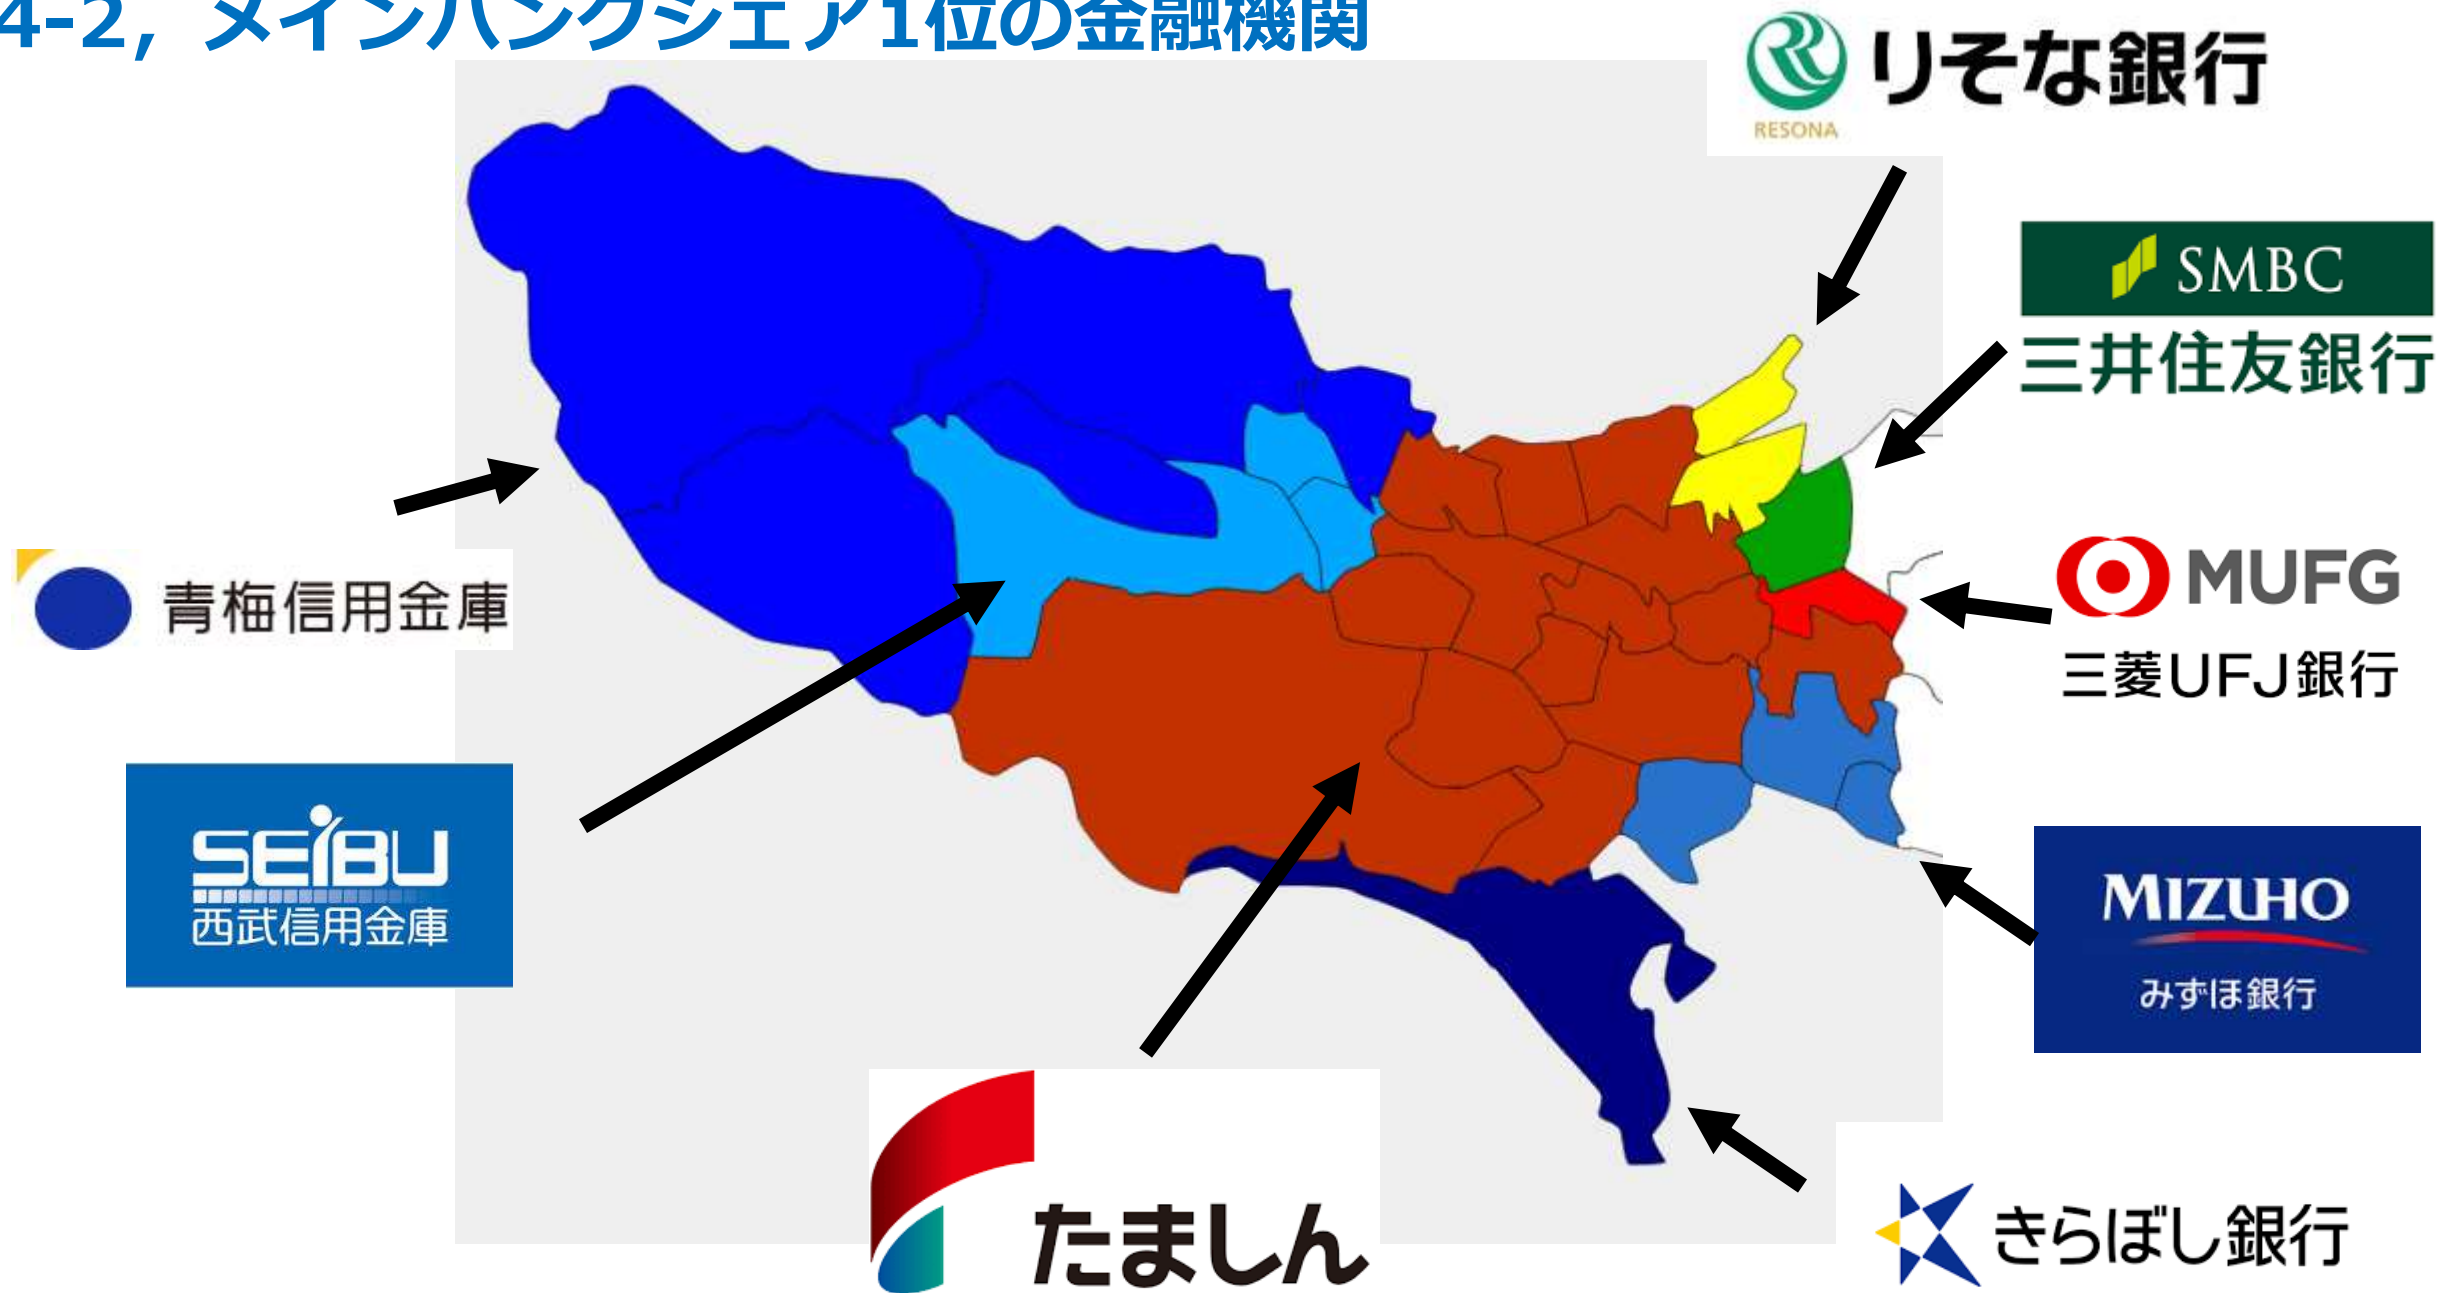 4-2, メインバンクシェア1位の金融機関
りそな銀行
RESONA
SMBC
三井住友銀行
MUFG
三菱UFJ銀行
青梅信用金庫
SEIBU
西武信用金庫
MIZUHO
みずほ銀行
たましん
きらぼし銀行